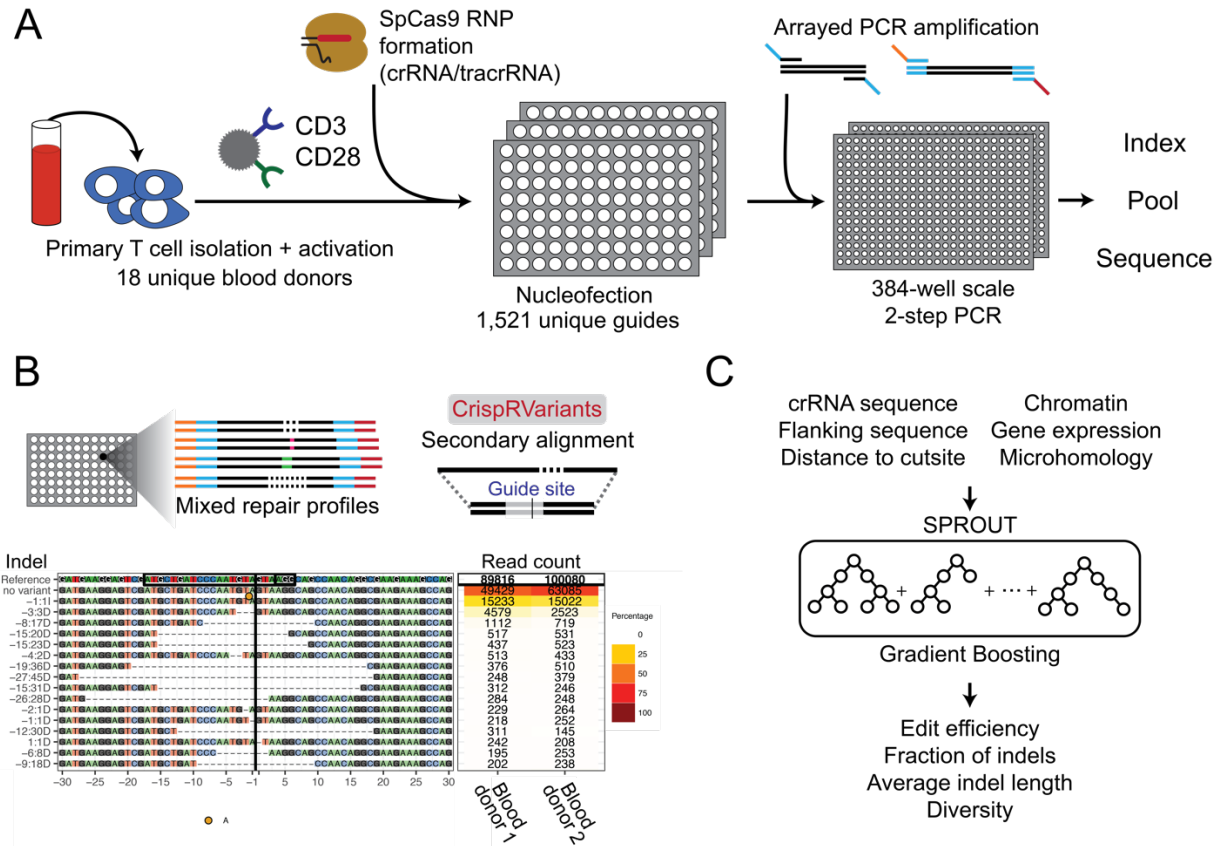 A
SpCas9 RNP
formation
(crRNA/tracrRNA)
Arrayed PCR amplification
CD3
CD28
Index
Pool
Sequence
Primary T cell isolation + activation
18 unique blood donors
Nucleofection
1,521 unique guides
384-well scale
2-step PCR
B
CrispRVariants
Secondary alignment
Guide site
Mixed repair profiles
Indel
Read count
Reference GATGAAGGAGTCGATGCTGATCCCAATGTAGTAAGGCAGCCAACAGGCGAAGAAAGCCAG 89816 100080
no variant GATGAAGGAGTCGATGCTGATCCCAATGTAGTAAGGCAGCCAACAGGCGAAGAAAGCCAG 49429 63085
-1:1I 15233 15022
-3:3D 4579 2523
-8:17D 1112 719
-15:20D 517 531
-15:23D 437 523
-4:2D 513 433
-19:36D 376 510
-27:45D 248 379
-15:31D 312 246
-26:28D 284 248
-2:1D 229 264
-1:1D 218 252
-12:30D 311 145
1:1D 242 208
-6:8D 195 253
-9:18D 202 238
-30 -25 -20 -15 -10 -5 -1 1 5 10 15 20 25 30
A
Blood donor 1
Blood donor 2
Percentage
0
25
50
75
100
C
crRNA sequence
Flanking sequence
Distance to cutsite
Chromatin
Gene expression
Microhomology
SPROUT
+ + ··· +
Gradient Boosting
Edit efficiency
Fraction of indels
Average indel length
Diversity